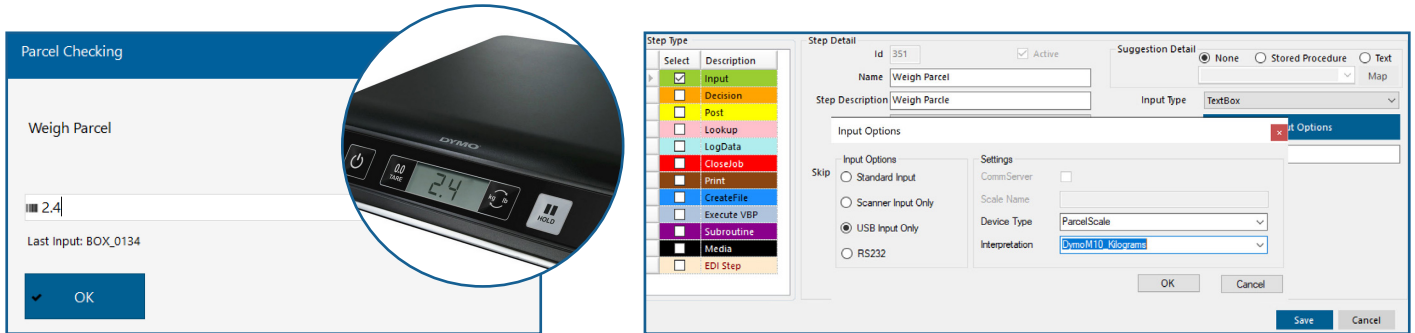 Parcel Checking
Weigh Parcel
2.4
Last Input: BOX_0134
OK
DYMO
0.0
TARE
2.4
kg lb
HOLD
Step Type
Select Description
Input
Decision
Post
Lookup
LogData
CloseJob
Print
CreateFile
Execute VBP
Subroutine
Media
EDI Step
Step Detail
Id 351
Active
Name Weigh Parcel
Step Description Weigh Parcle
Skip
Suggestion Detail
None Stored Procedure Text
Map
Input Type TextBox
ut Options
Input Options
×
Input Options
Standard Input
Scanner Input Only
USB Input Only
RS232
Settings
CommServer
Scale Name
Device Type ParcelScale
Interpretation DymoM10_Kilograms
OK Cancel
Save Cancel